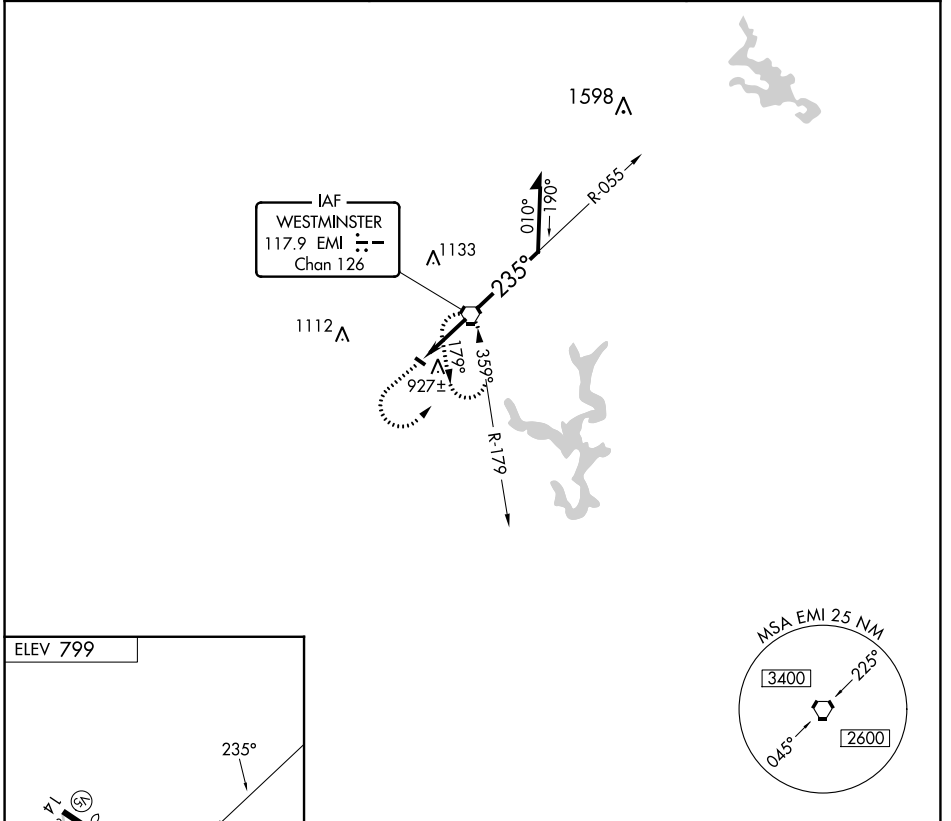 1598
IAF
WESTMINSTER
117.9 EMI
Chan 126
1133
010°
190°
R-055
235°
1112
927±
179°
359°
R-179
MSA EMI 25 NM
3400
225°
045°
2600
ELEV 799
235°
14
V5